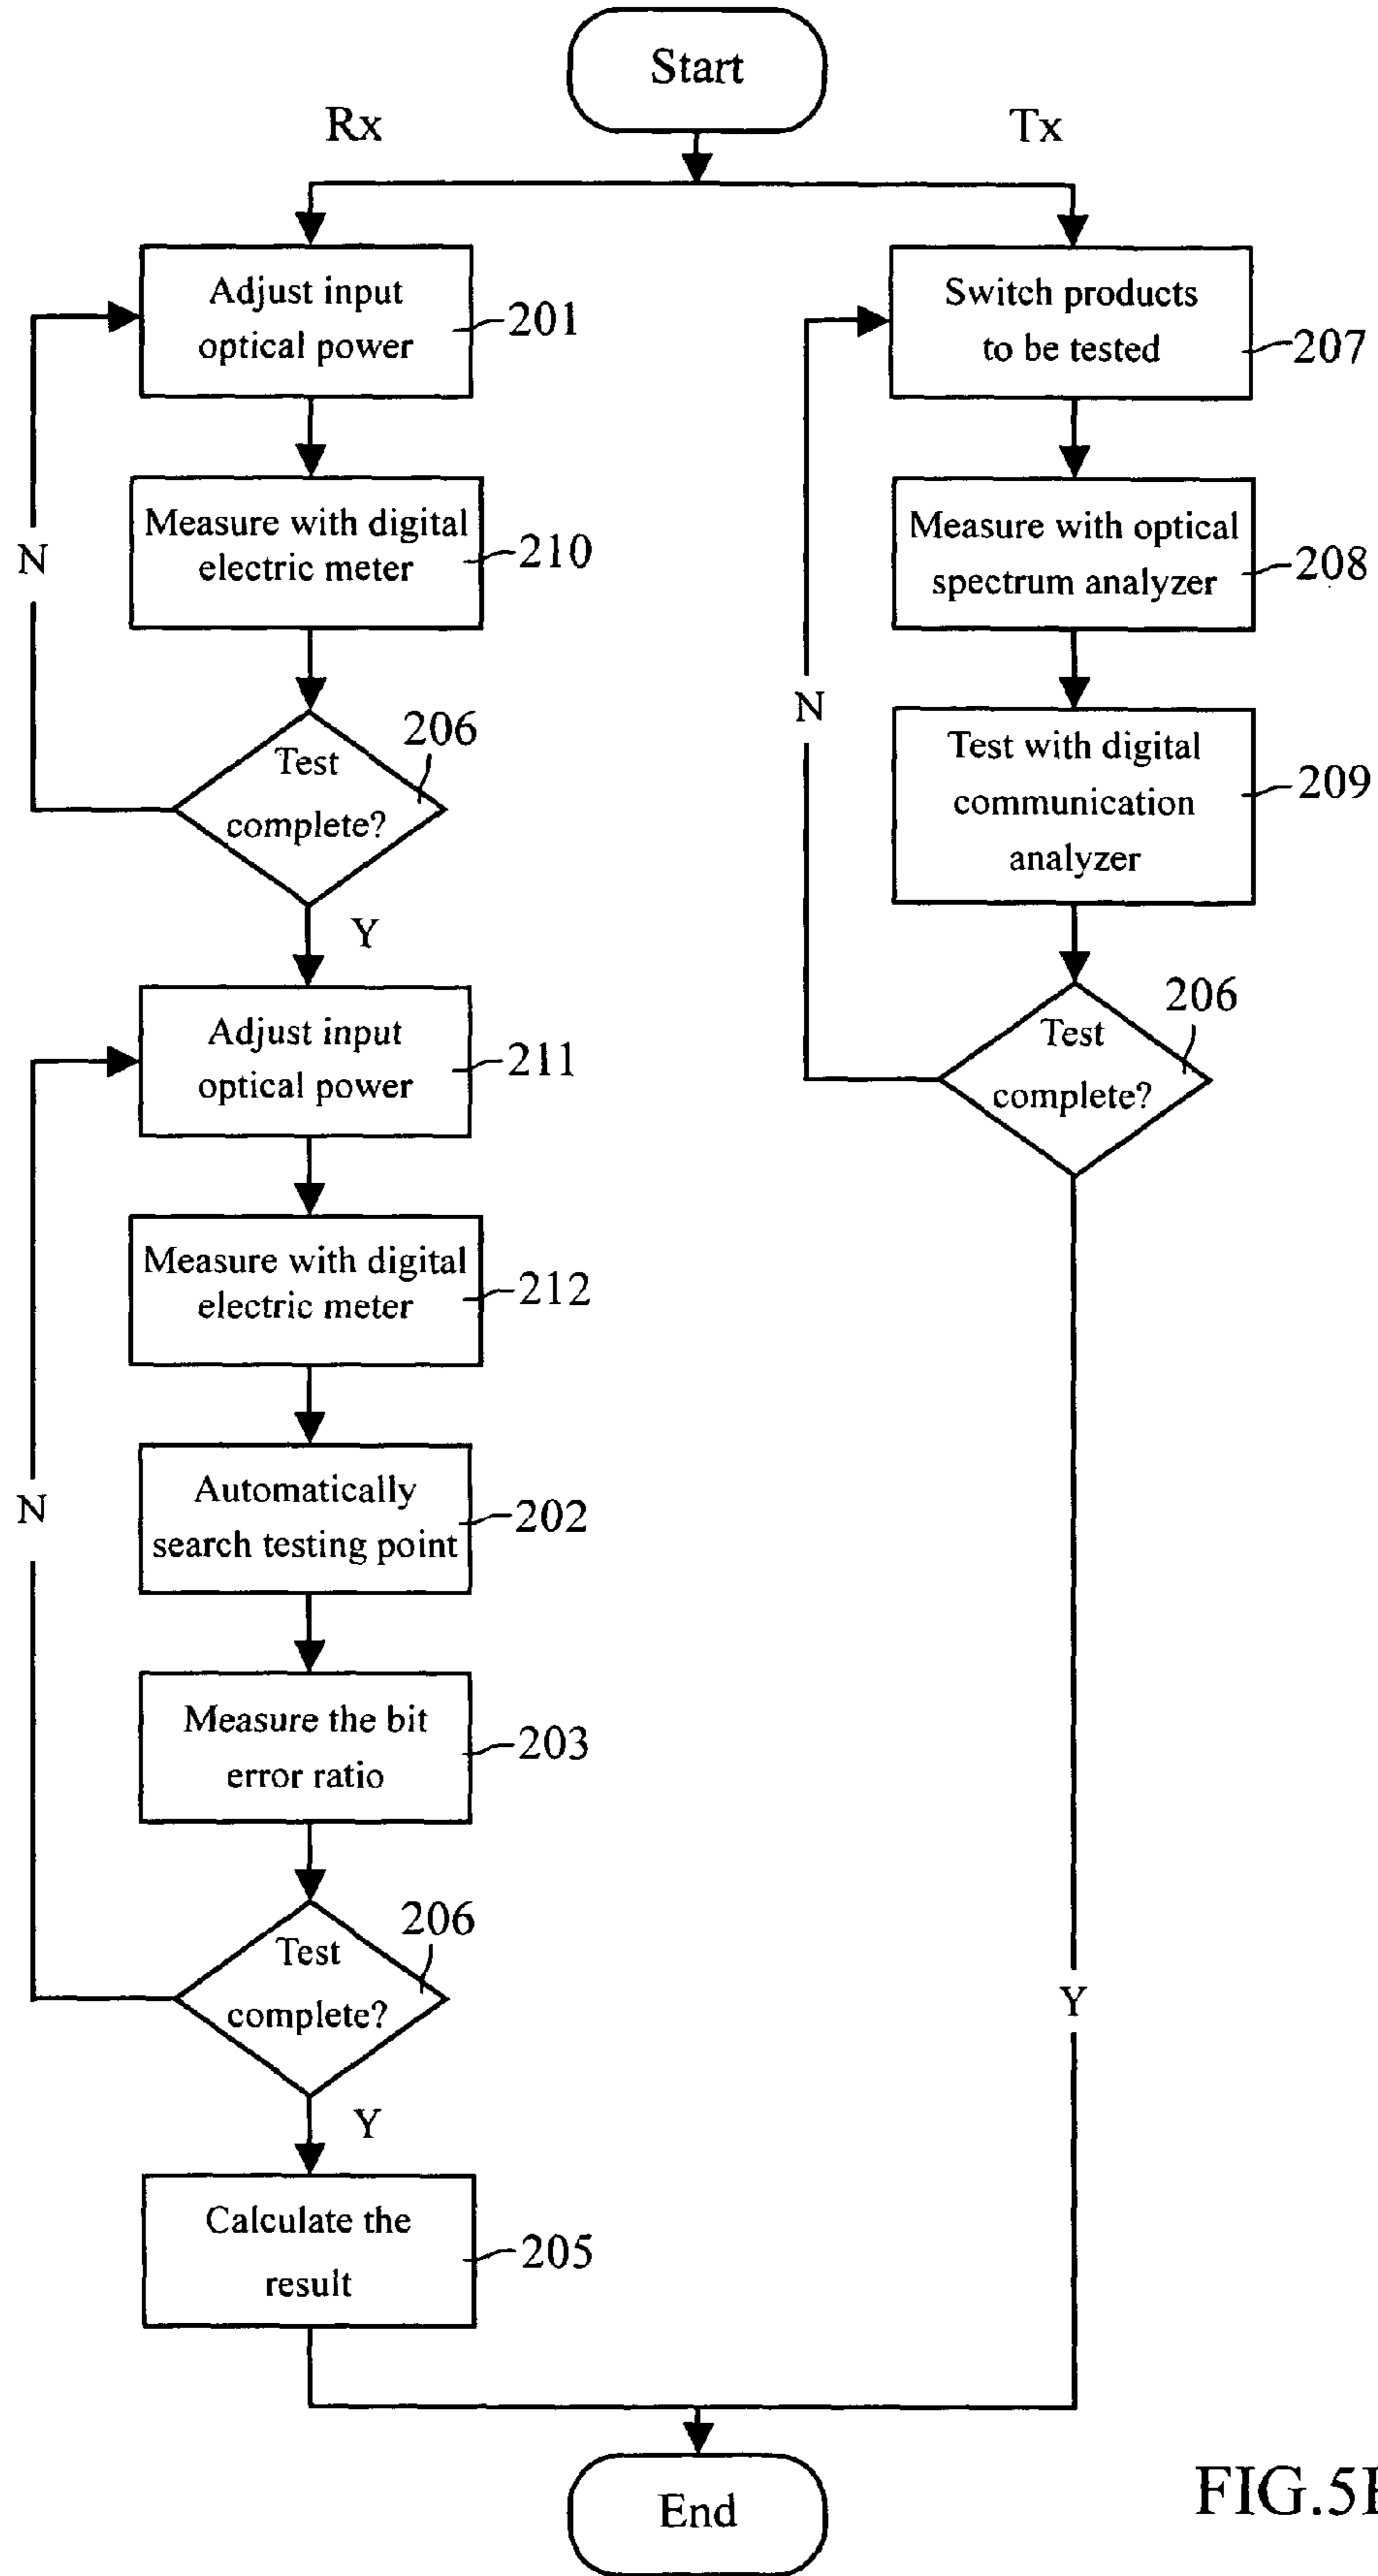 Start
Rx
Tx
Adjust input
optical power
201
Measure with digital
electric meter
210
N
Test
complete?
206
Y
Adjust input
optical power
211
Measure with digital
electric meter
212
Automatically
search testing point
202
N
Measure the bit
error ratio
203
Test
complete?
206
Y
Calculate the
result
205
Switch products
to be tested
207
Measure with optical
spectrum analyzer
208
N
Test with digital
communication
analyzer
209
Test
complete?
206
Y
End